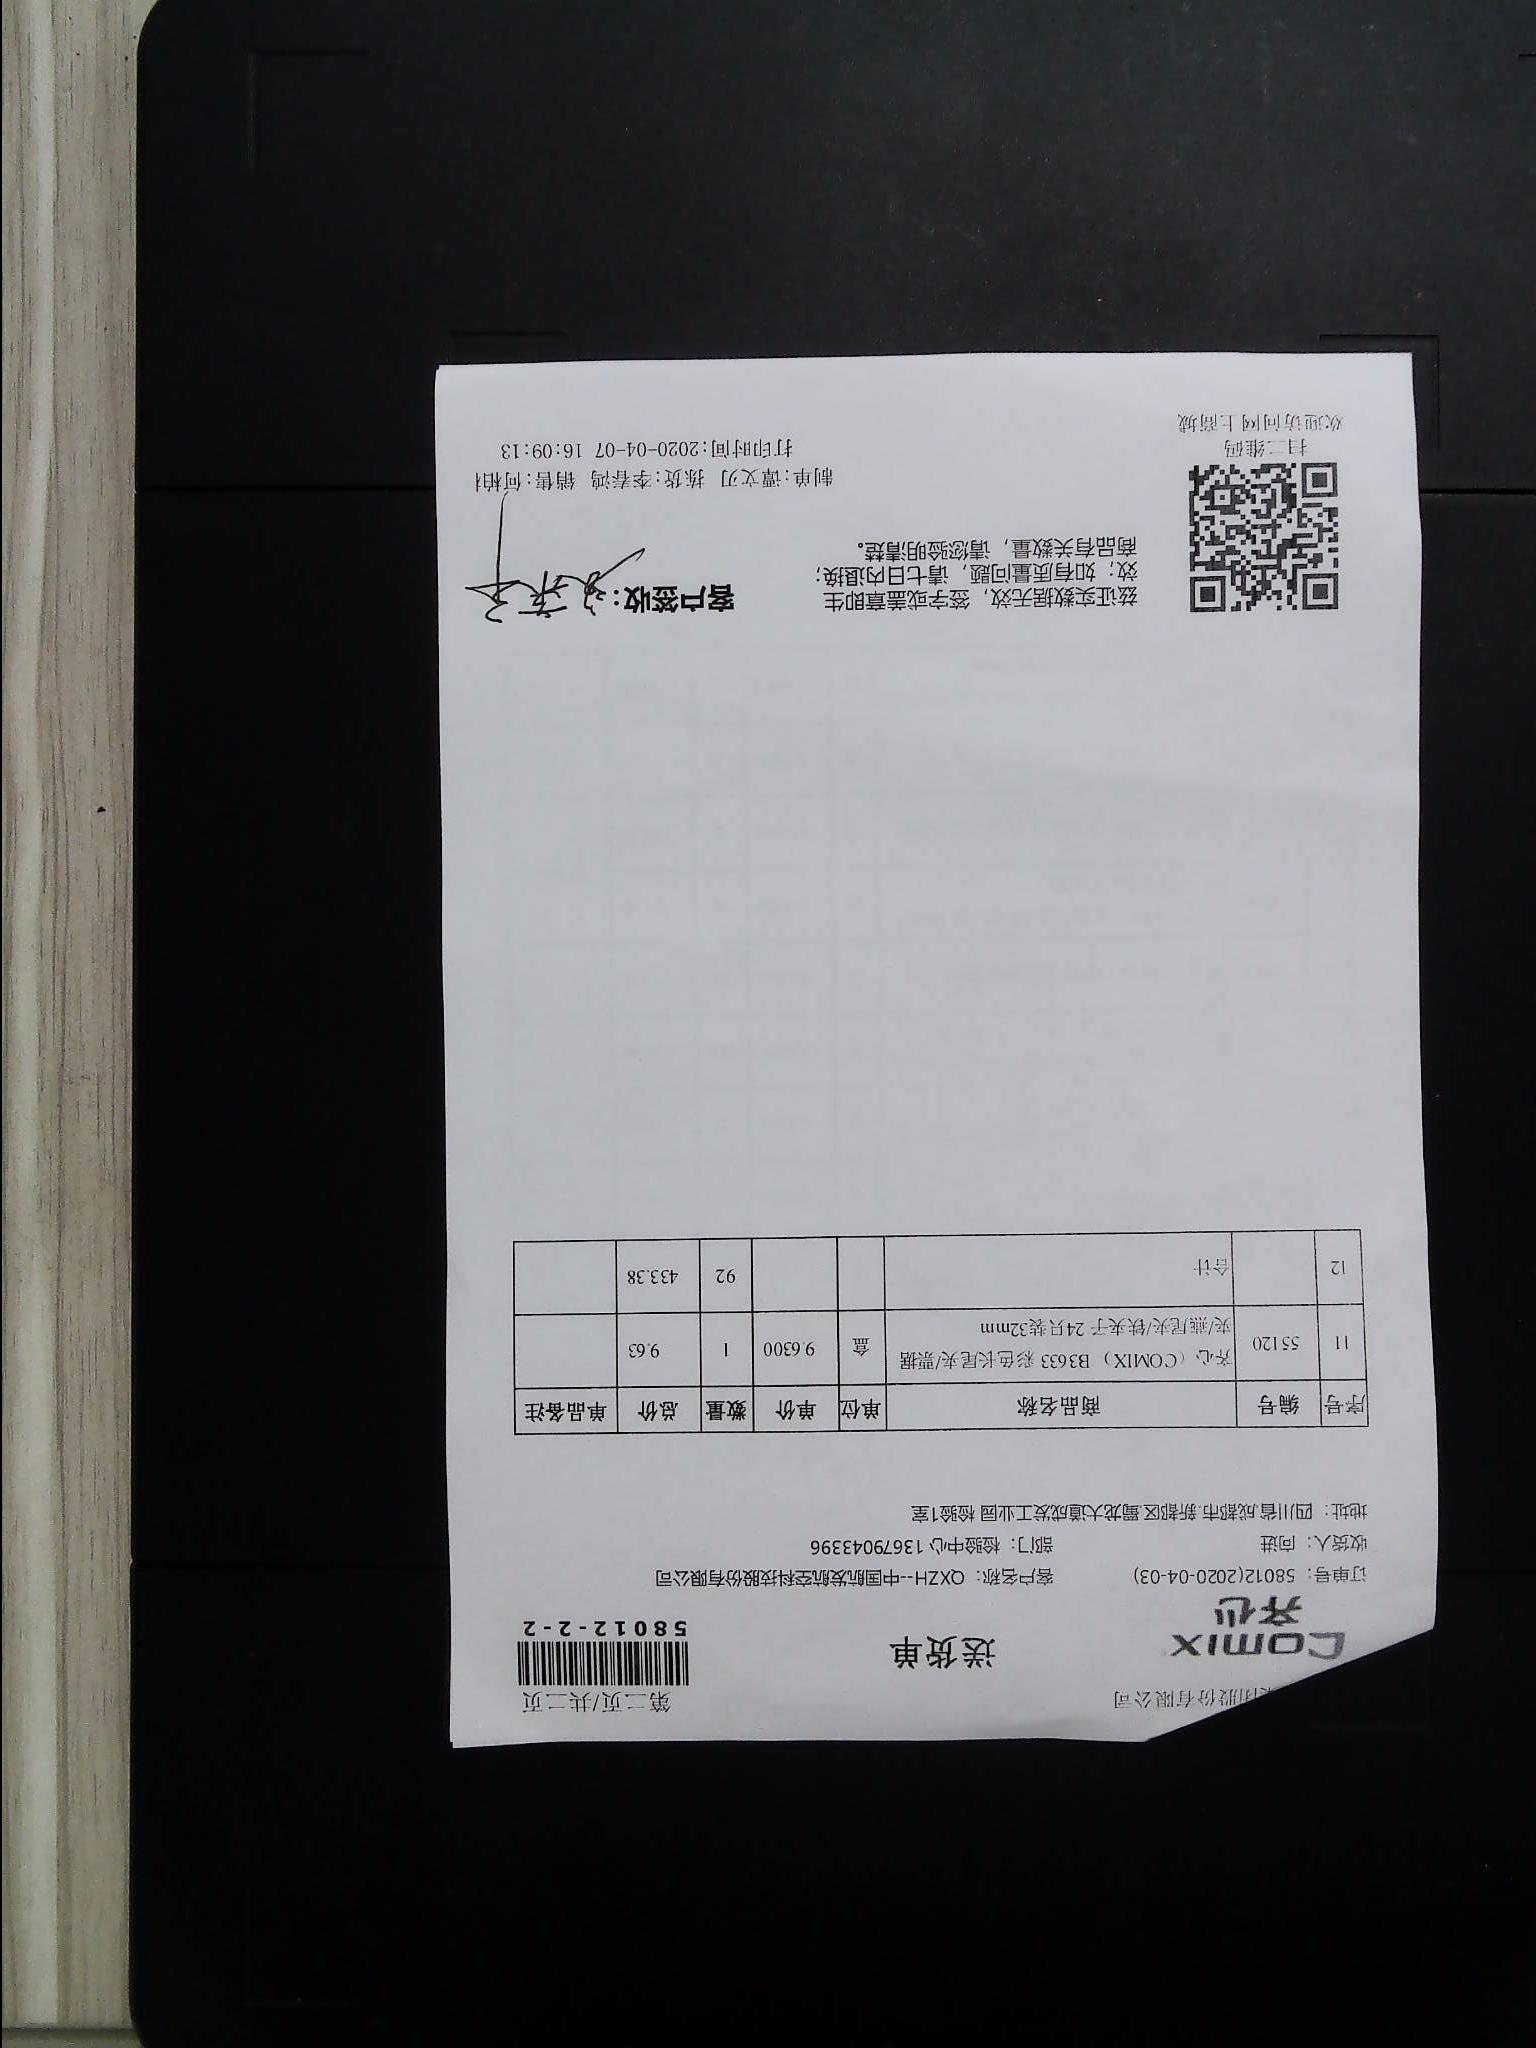 集团股份有限公司
第二页/共二页
COMIX
齐心
送货单
58012-2-2
订单号：58012(2020-04-03)
客户名称：QXZH--中国航发航空科技股份有限公司
收货人：向进
部门：检验中心 13679043396
地址：四川省.成都市.新都区.蜀龙大道成发工业园 检验1室
序号 编号 商品名称 单位 单价 数量 总价 单品备注
11 55120 齐心（COMIX） B3633 彩色长尾夹/票据 盒 9.6300 1 9.63
夹/燕尾夹/铁夹子 24只装32mm
12 合计 92 433.38
兹证实数据无效，签字或盖章即生
效；如有质量问题，请七日内退换；
商品有关数量，请您验明清楚。
客户签收：
制单:谭文刃 拣货:李春鸿 销售:何柏
打印时间:2020-04-07 16:09:13
扫二维码
欢迎访问网上商城